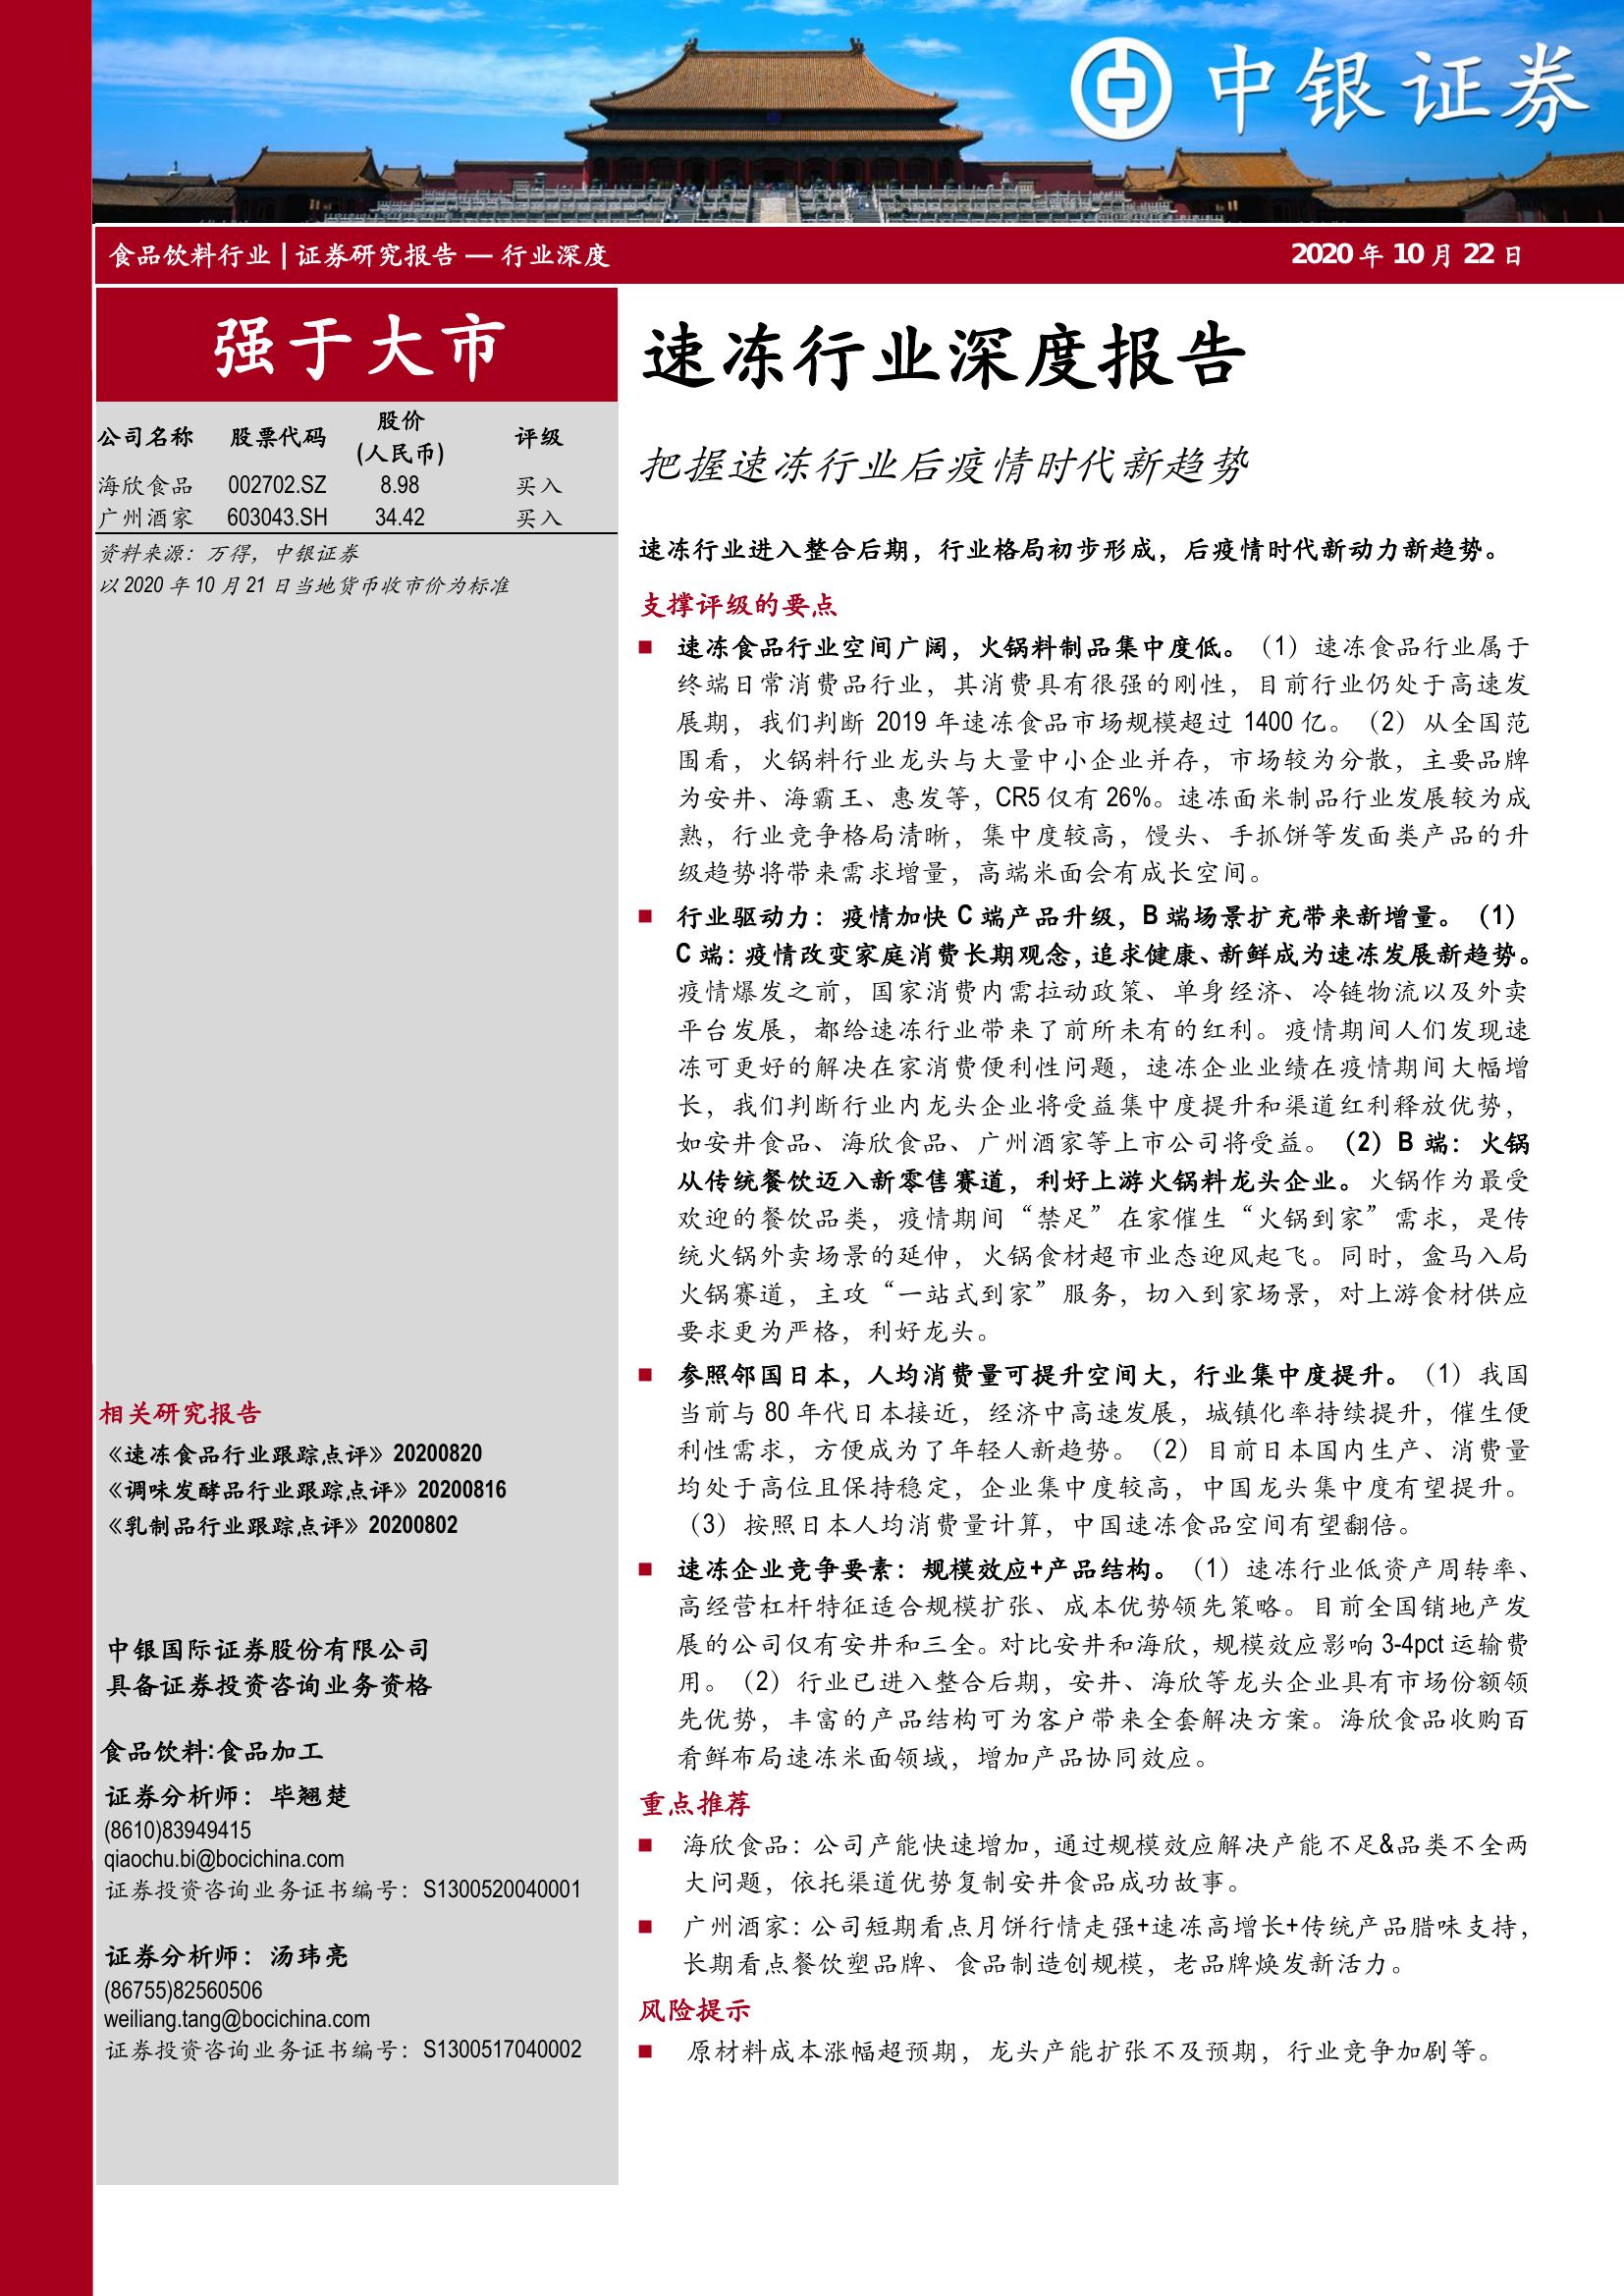 中银证券
食品饮料行业 | 证券研究报告 — 行业深度
2020 年 10 月 22 日
强于大市
公司名称 股票代码 股价 (人民币) 评级
海欣食品 002702.SZ 8.98 买入
广州酒家 603043.SH 34.42 买入
资料来源：万得，中银证券
以 2020 年 10 月 21 日当地货币收市价为标准
相关研究报告
《速冻食品行业跟踪点评》20200820
《调味发酵品行业跟踪点评》20200816
《乳制品行业跟踪点评》20200802
中银国际证券股份有限公司
具备证券投资咨询业务资格
食品饮料:食品加工
证券分析师：毕翘楚
(8610)83949415
qiaochu.bi@bocichina.com
证券投资咨询业务证书编号：S1300520040001
证券分析师：汤玮亮
(86755)82560506
weiliang.tang@bocichina.com
证券投资咨询业务证书编号：S1300517040002
速冻行业深度报告
把握速冻行业后疫情时代新趋势
速冻行业进入整合后期，行业格局初步形成，后疫情时代新动力新趋势。
支撑评级的要点
■ 速冻食品行业空间广阔，火锅料制品集中度低。（1）速冻食品行业属于
终端日常消费品行业，其消费具有很强的刚性，目前行业仍处于高速发
展期，我们判断 2019 年速冻食品市场规模超过 1400 亿。（2）从全国范
围看，火锅料行业龙头与大量中小企业并存，市场较为分散，主要品牌
为安井、海霸王、惠发等，CR5 仅有 26%。速冻面米制品行业发展较为成
熟，行业竞争格局清晰，集中度较高，馒头、手抓饼等发面类产品的升
级趋势将带来需求增量，高端米面会有成长空间。
■ 行业驱动力：疫情加快 C 端产品升级，B 端场景扩充带来新增量。（1）
C 端：疫情改变家庭消费长期观念，追求健康、新鲜成为速冻发展新趋势。
疫情爆发之前，国家消费内需拉动政策、单身经济、冷链物流以及外卖
平台发展，都给速冻行业带来了前所未有的红利。疫情期间人们发现速
冻可更好的解决在家消费便利性问题，速冻企业业绩在疫情期间大幅增
长，我们判断行业内龙头企业将受益集中度提升和渠道红利释放优势，
如安井食品、海欣食品、广州酒家等上市公司将受益。（2）B 端：火锅
从传统餐饮迈入新零售赛道，利好上游火锅料龙头企业。火锅作为最受
欢迎的餐饮品类，疫情期间“禁足”在家催生“火锅到家”需求，是传
统火锅外卖场景的延伸，火锅食材超市业态迎风起飞。同时，盒马入局
火锅赛道，主攻“一站式到家”服务，切入到家场景，对上游食材供应
要求更为严格，利好龙头。
■ 参照邻国日本，人均消费量可提升空间大，行业集中度提升。（1）我国
当前与 80 年代日本接近，经济中高速发展，城镇化率持续提升，催生便
利性需求，方便成为了年轻人新趋势。（2）目前日本国内生产、消费量
均处于高位且保持稳定，企业集中度较高，中国龙头集中度有望提升。
（3）按照日本人均消费量计算，中国速冻食品空间有望翻倍。
■ 速冻企业竞争要素：规模效应+产品结构。（1）速冻行业低资产周转率、
高经营杠杆特征适合规模扩张、成本优势领先策略。目前全国销地产发
展的公司仅有安井和三全。对比安井和海欣，规模效应影响 3-4pct 运输费
用。（2）行业已进入整合后期，安井、海欣等龙头企业具有市场份额领
先优势，丰富的产品结构可为客户带来全套解决方案。海欣食品收购百
肴鲜布局速冻米面领域，增加产品协同效应。
重点推荐
■ 海欣食品：公司产能快速增加，通过规模效应解决产能不足&品类不全两
大问题，依托渠道优势复制安井食品成功故事。
■ 广州酒家：公司短期看点月饼行情走强+速冻高增长+传统产品腊味支持，
长期看点餐饮塑品牌、食品制造创规模，老品牌焕发新活力。
风险提示
■ 原材料成本涨幅超预期，龙头产能扩张不及预期，行业竞争加剧等。